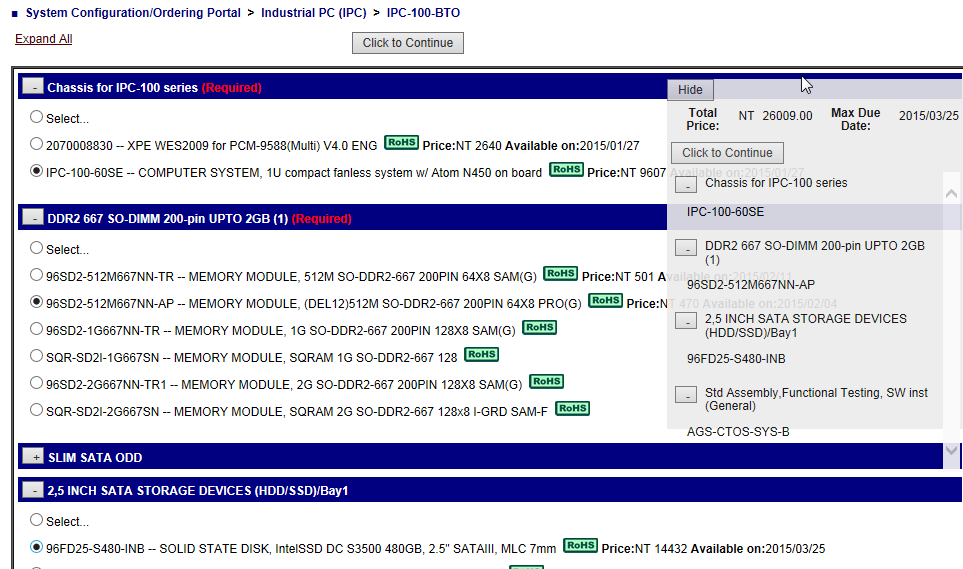 System Configuration/Ordering Portal > Industrial PC (IPC) > IPC-100-BTO
Expand All
Click to Continue
- Chassis for IPC-100 series (Required)
Select...
2070008830 -- XPE WES2009 for PCM-9588(Multi) V4.0 ENG RoHS Price:NT 2640 Available on:2015/01/27
IPC-100-60SE -- COMPUTER SYSTEM, 1U compact fanless system w/ Atom N450 on board RoHS Price:NT 9607 Available on:2015/01/27
- DDR2 667 SO-DIMM 200-pin UPTO 2GB (1) (Required)
Select...
96SD2-512M667NN-TR -- MEMORY MODULE, 512M SO-DDR2-667 200PIN 64X8 SAM(G) RoHS Price:NT 501 Available on:2015/02/11
96SD2-512M667NN-AP -- MEMORY MODULE, (DEL12)512M SO-DDR2-667 200PIN 64X8 PRO(G) RoHS Price:NT 470 Available on:2015/02/04
96SD2-1G667NN-TR -- MEMORY MODULE, 1G SO-DDR2-667 200PIN 128X8 SAM(G) RoHS
SQR-SD2I-1G667SN -- MEMORY MODULE, SQRAM 1G SO-DDR2-667 128 RoHS
96SD2-2G667NN-TR1 -- MEMORY MODULE, 2G SO-DDR2-667 200PIN 128X8 SAM(G) RoHS
SQR-SD2I-2G667SN -- MEMORY MODULE, SQRAM 2G SO-DDR2-667 128x8 I-GRD SAM-F RoHS
+ SLIM SATA ODD
- 2,5 INCH SATA STORAGE DEVICES (HDD/SSD)/Bay1
Select...
96FD25-S480-INB -- SOLID STATE DISK, IntelSSD DC S3500 480GB, 2.5" SATAIII, MLC 7mm RoHS Price:NT 14432 Available on:2015/03/25
Hide
Total Price: NT 26009.00 Max Due Date: 2015/03/25
Click to Continue
- Chassis for IPC-100 series
IPC-100-60SE
- DDR2 667 SO-DIMM 200-pin UPTO 2GB
(1)
96SD2-512M667NN-AP
- 2,5 INCH SATA STORAGE DEVICES
(HDD/SSD)/Bay1
96FD25-S480-INB
- Std Assembly,Functional Testing, SW inst
(General)
AGS-CTOS-SYS-B